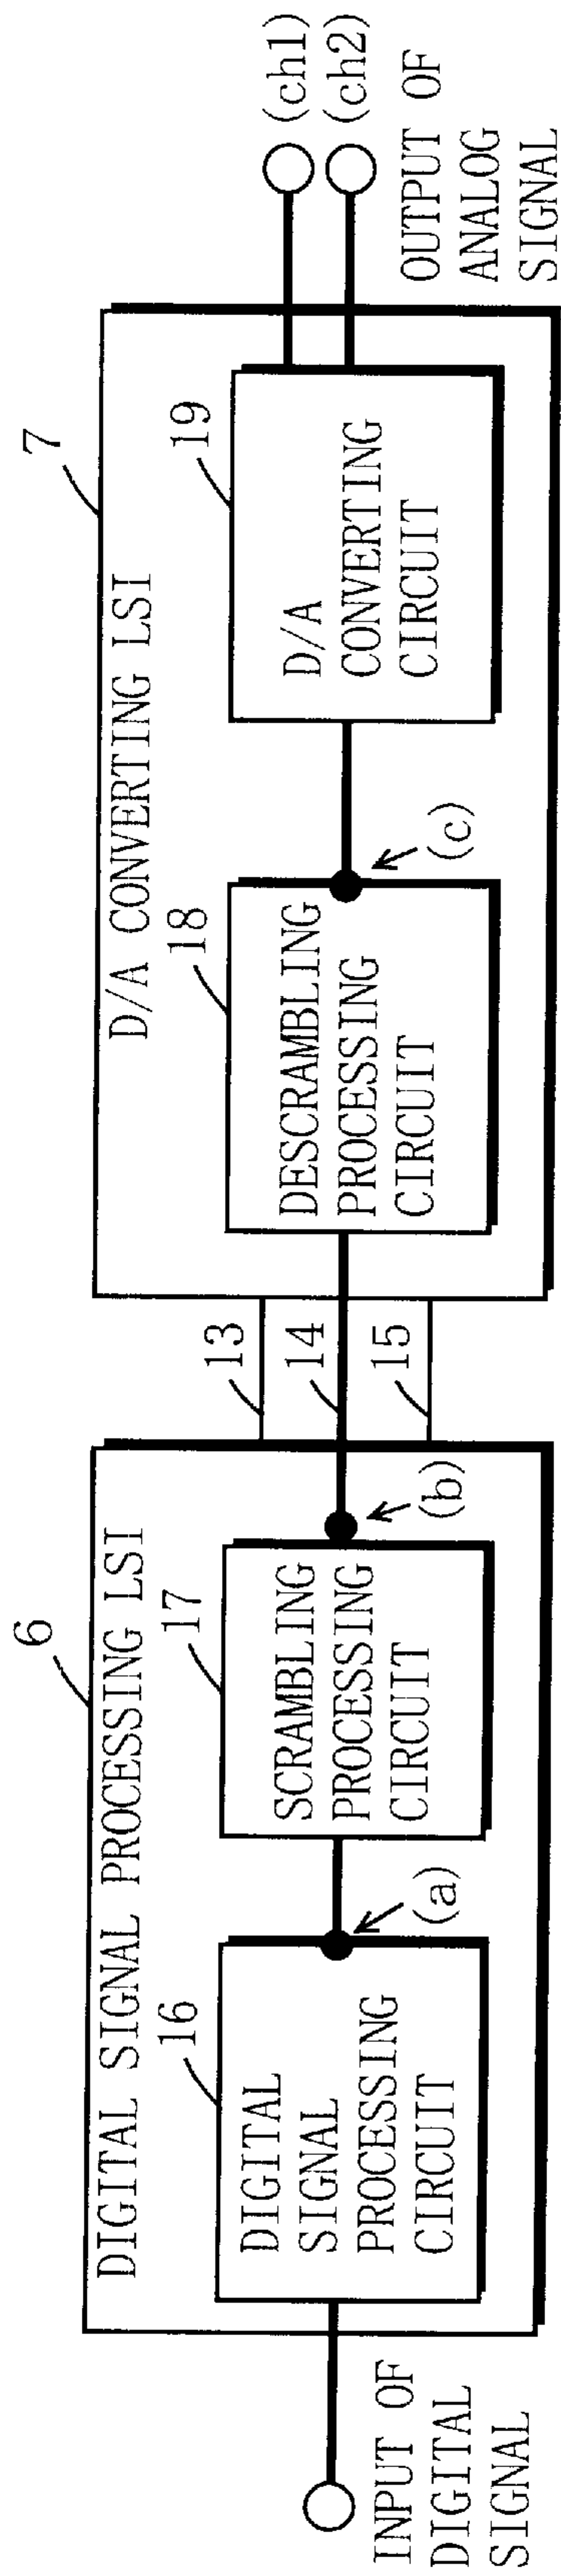 INPUT OF
DIGITAL
SIGNAL
6
DIGITAL SIGNAL PROCESSING LSI
16
DIGITAL
SIGNAL
PROCESSING
CIRCUIT
(a)
17
SCRAMBLING
PROCESSING
CIRCUIT
(b)
13
14
15
7
D/A CONVERTING LSI
18
DESCRAMBLING
PROCESSING
CIRCUIT
(c)
19
D/A
CONVERTING
CIRCUIT
(ch1)
(ch2)
OUTPUT OF
ANALOG
SIGNAL